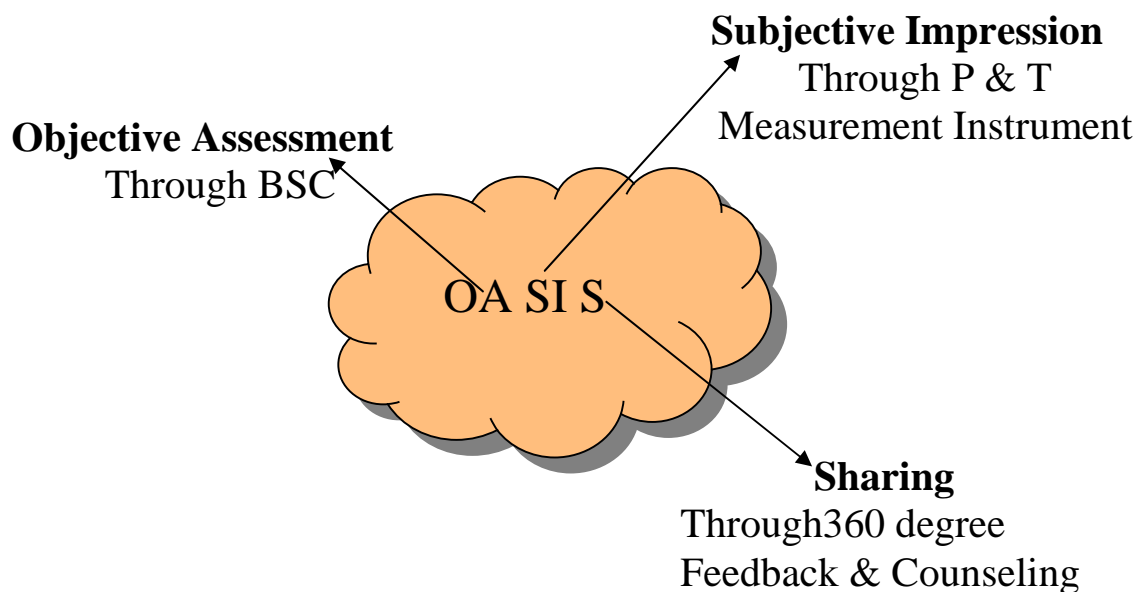 Subjective Impression
Through P & T
Measurement Instrument
Objective Assessment
Through BSC
OA SI S
Sharing
Through360 degree
Feedback & Counseling